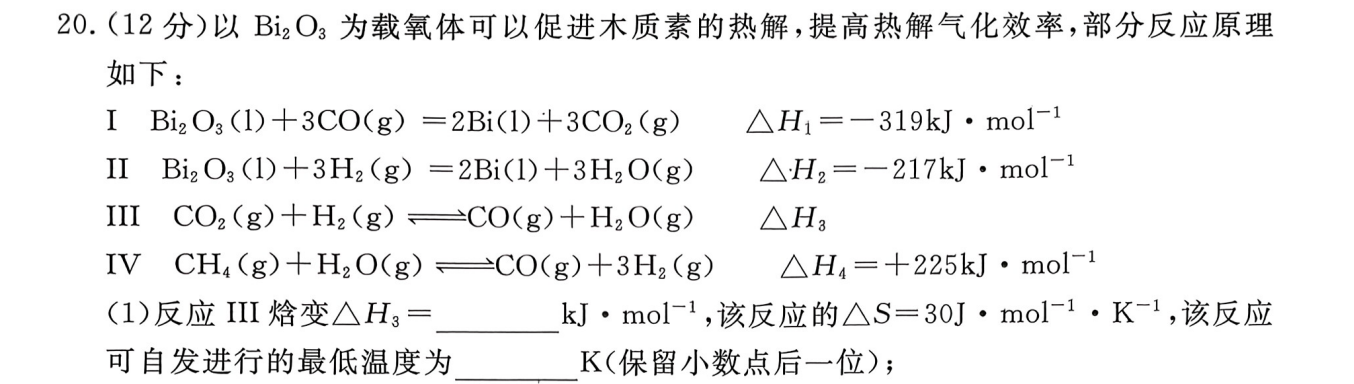 20.(12分)以 Bi₂O₃ 为载氧体可以促进木质素的热解,提高热解气化效率,部分反应原理
如下:
I Bi₂O₃(l)+3CO(g) =2Bi(l)+3CO₂(g) △H₁=-319kJ·mol⁻¹
II Bi₂O₃(l)+3H₂(g) =2Bi(l)+3H₂O(g) △H₂=-217kJ·mol⁻¹
III CO₂(g)+H₂(g) ⇌CO(g)+H₂O(g) △H₃
IV CH₄(g)+H₂O(g) ⇌CO(g)+3H₂(g) △H₄=+225kJ·mol⁻¹
(1)反应 III 焓变△H₃=______kJ·mol⁻¹,该反应的△S=30J·mol⁻¹·K⁻¹,该反应
可自发进行的最低温度为______K(保留小数点后一位);